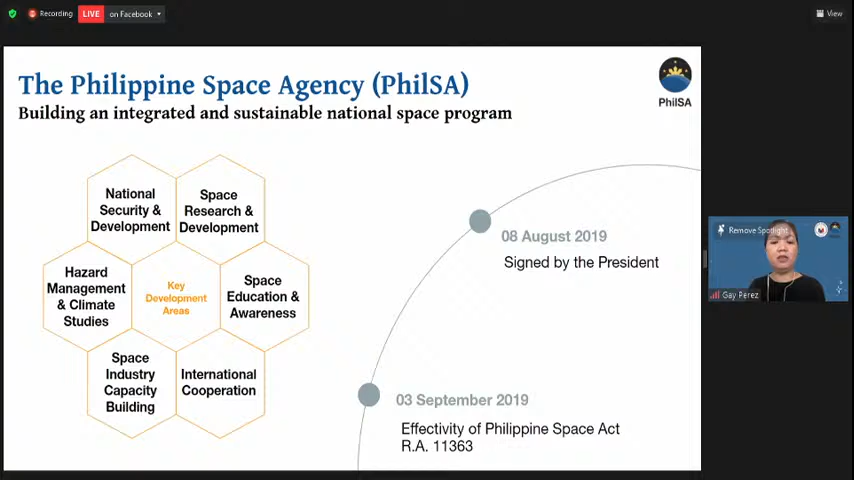 Recording
LIVE
on Facebook
View
The Philippine Space Agency (PhilSA)
Building an integrated and sustainable national space program
PhilSA
National
Security &
Development
Space
Research &
Development
Hazard
Management
& Climate
Studies
Key
Development
Areas
Space
Education &
Awareness
Space
Industry
Capacity
Building
International
Cooperation
08 August 2019
Signed by the President
03 September 2019
Effectivity of Philippine Space Act
R.A. 11363
Remove Spotlight
Gay Perez